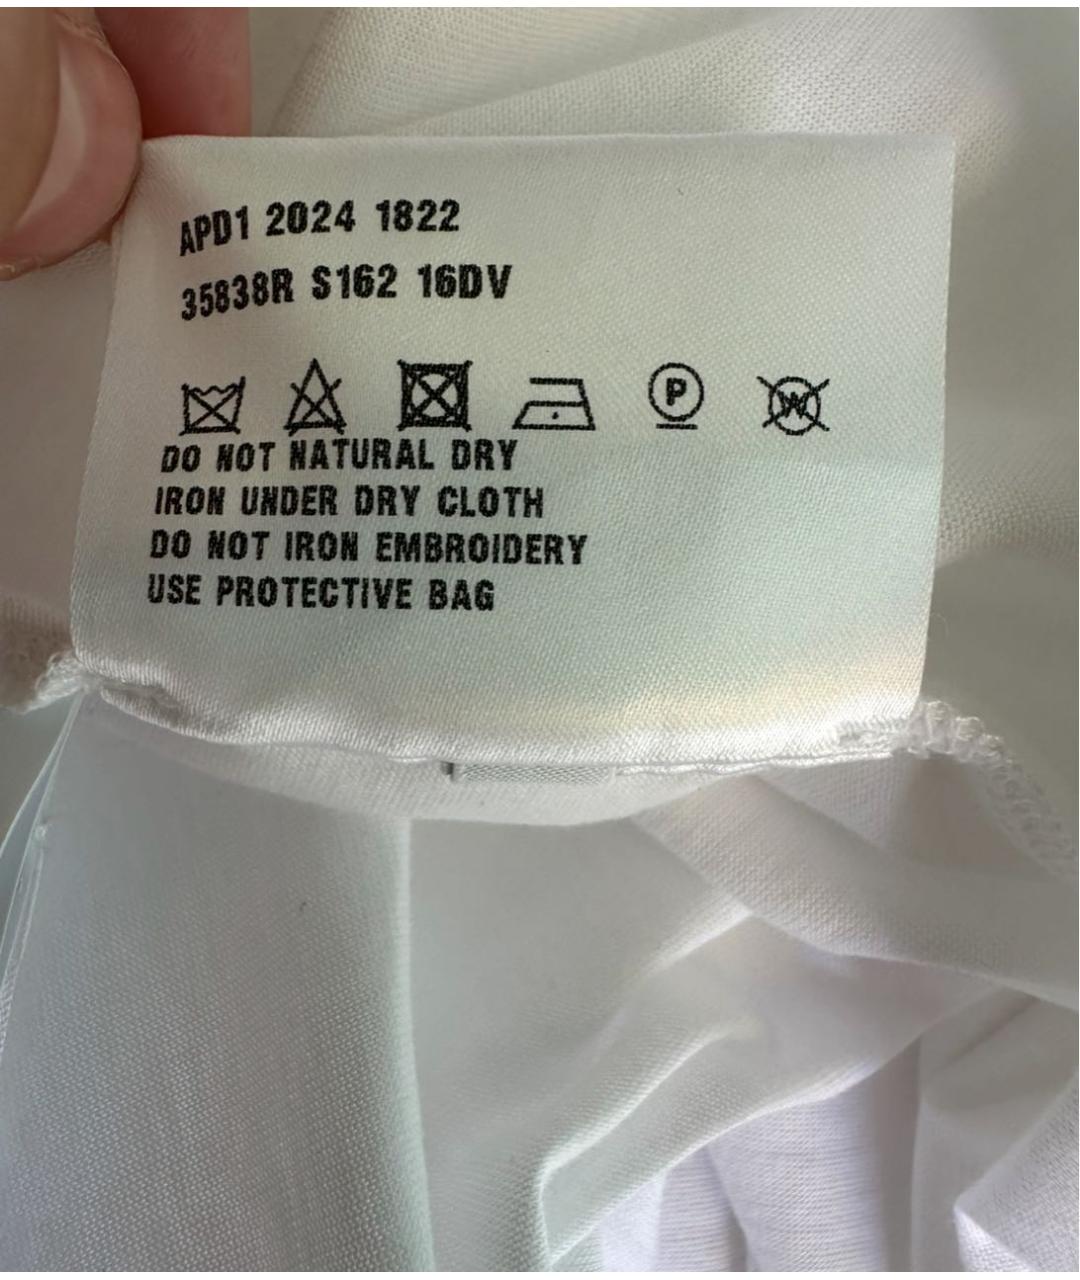 APD1 2024 1822
35838R S162 16DV
P W
DO NOT NATURAL DRY
IRON UNDER DRY CLOTH
DO NOT IRON EMBROIDERY
USE PROTECTIVE BAG